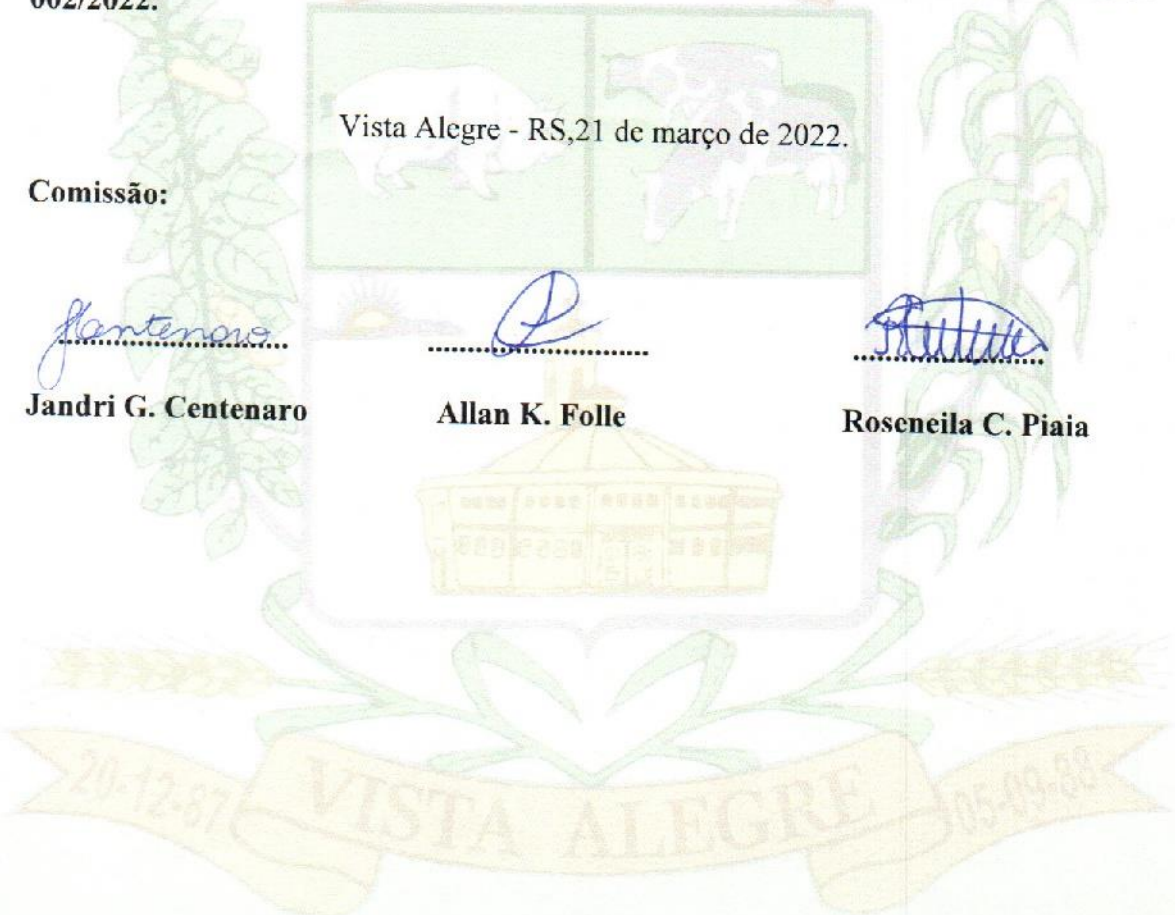 002/2022.
Vista Alegre - RS,21 de março de 2022.
Comissão:
Centenaro
Jandri G. Centenaro
Allan K. Folle
Roseneila C. Piaia
20-12-87 VISTA ALEGRE 05-09-88